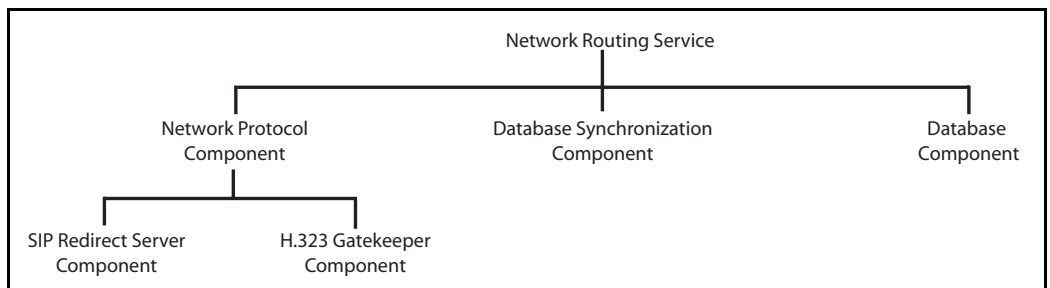 Network Routing Service
Network Protocol
Component
Database Synchronization
Component
Database
Component
SIP Redirect Server
Component
H.323 Gatekeeper
Component